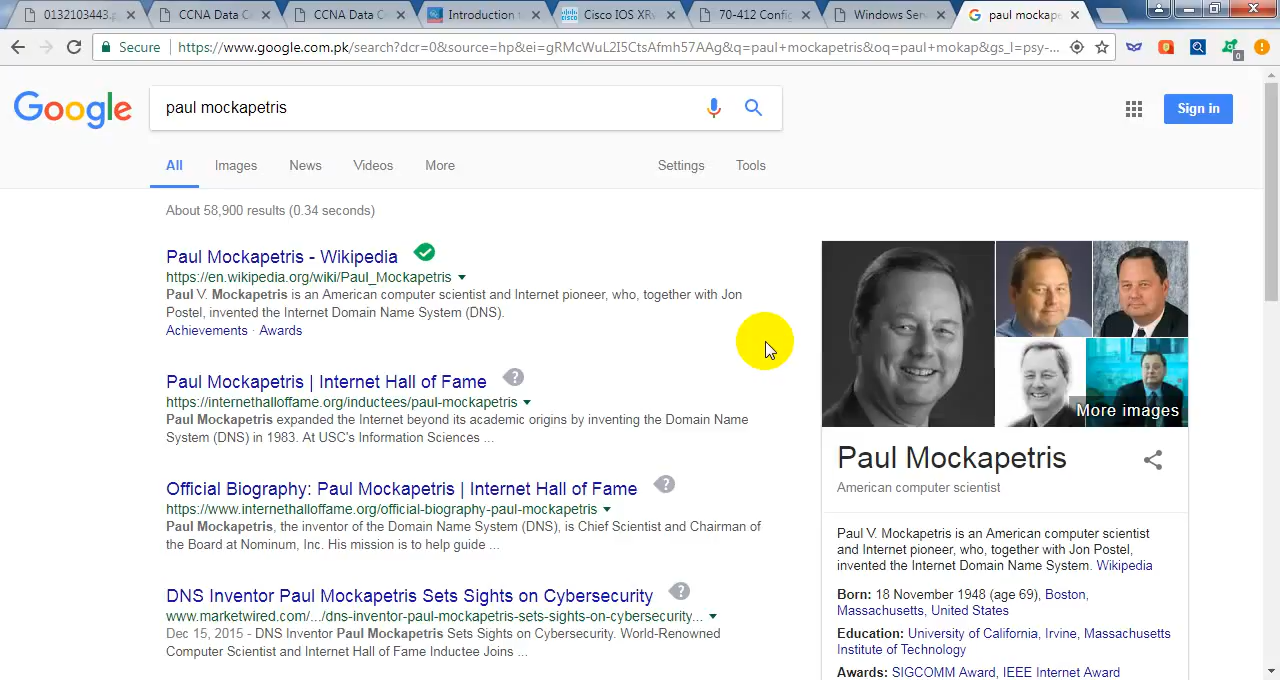 0132103443.p
CCNA Data C
CCNA Data C
Introduction
Cisco IOS XR
70-412 Config
Windows Serv
paul mockape
Secure
https://www.google.com.pk/search?dcr=0&source=hp&ei=gRMcWuL2I5CtsAfmh57AAg&q=paul+mockapetris&oq=paul+mokap&gs_l=psy-...
0
Google
paul mockapetris
Sign in
All
Images
News
Videos
More
Settings
Tools
About 58,900 results (0.34 seconds)
Paul Mockapetris - Wikipedia
https://en.wikipedia.org/wiki/Paul_Mockapetris
Paul V. Mockapetris is an American computer scientist and Internet pioneer, who, together with Jon
Postel, invented the Internet Domain Name System (DNS).
Achievements · Awards
Paul Mockapetris | Internet Hall of Fame
https://internethalloffame.org/inductees/paul-mockapetris
Paul Mockapetris expanded the Internet beyond its academic origins by inventing the Domain Name
System (DNS) in 1983. At USC's Information Sciences ...
Official Biography: Paul Mockapetris | Internet Hall of Fame
https://www.internethalloffame.org/official-biography-paul-mockapetris
Paul Mockapetris, the inventor of the Domain Name System (DNS), is Chief Scientist and Chairman of
the Board at Nominum, Inc. His mission is to help guide ...
DNS Inventor Paul Mockapetris Sets Sights on Cybersecurity
www.marketwired.com/.../dns-inventor-paul-mockapetris-sets-sights-on-cybersecurity...
Dec 15, 2015 - DNS Inventor Paul Mockapetris Sets Sights on Cybersecurity. World-Renowned
Computer Scientist and Internet Hall of Fame Inductee Joins ...
More images
Paul Mockapetris
American computer scientist
Paul V. Mockapetris is an American computer scientist
and Internet pioneer, who, together with Jon Postel,
invented the Internet Domain Name System. Wikipedia
Born: 18 November 1948 (age 69), Boston,
Massachusetts, United States
Education: University of California, Irvine, Massachusetts
Institute of Technology
Awards: SIGCOMM Award, IEEE Internet Award